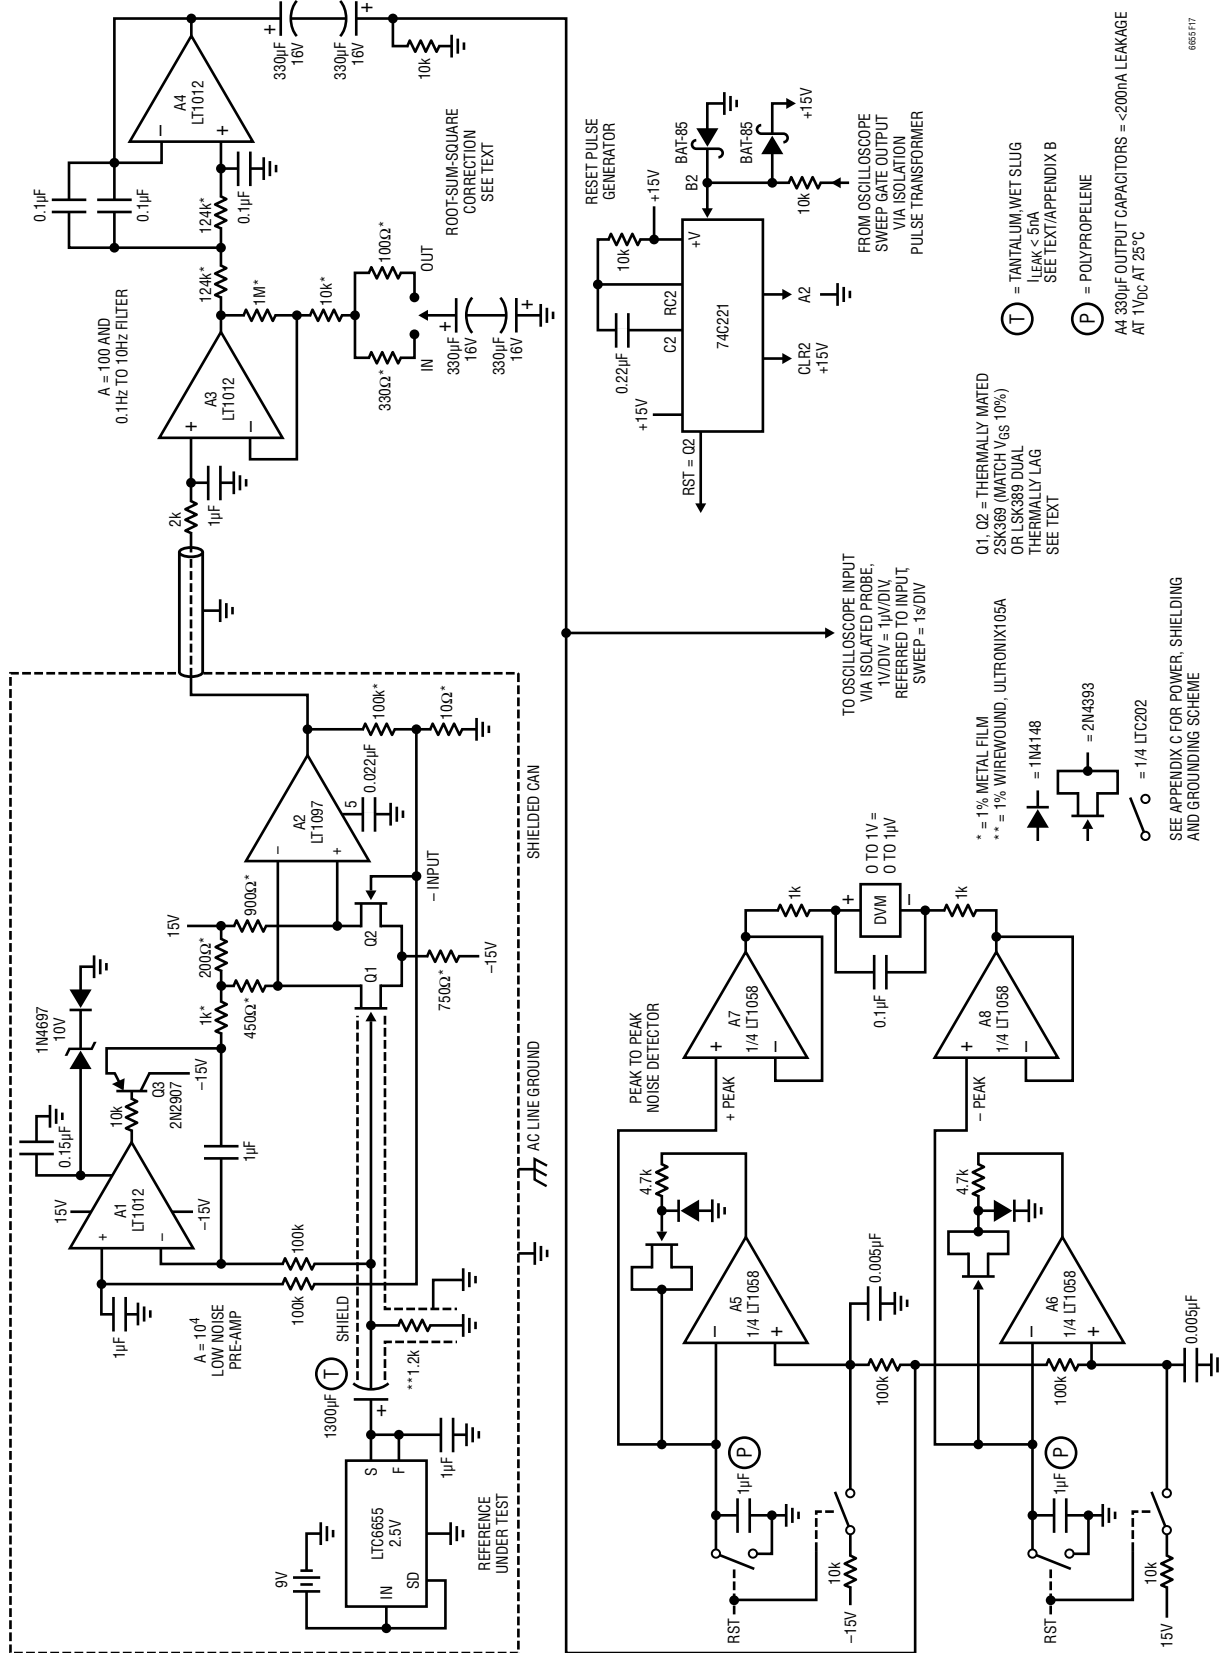 9V
IN
SD
LTC6655
2.5V
S
F
REFERENCE
UNDER TEST
1µF
1300µF
T
+
SHIELD
**1.2k
A = 10⁴
LOW NOISE
PRE-AMP
1µF
100k
100k
15V
+
–
A1
LT1012
–15V
0.15µF
10k
Q3
2N2907
–15V
1µF
1N4697
10V
1k*
200Ω*
15V
450Ω*
900Ω*
Q1
Q2
750Ω*
–15V
– INPUT
–
+
A2
LT1097
5
0.022µF
100k*
10Ω*
SHIELDED CAN
AC LINE GROUND
2k
1µF
A = 100 AND
0.1Hz TO 10Hz FILTER
+
–
A3
LT1012
124k*
1M*
10k*
330Ω*
100Ω*
IN
OUT
+
330µF
16V
330µF
16V
+
ROOT-SUM-SQUARE
CORRECTION
SEE TEXT
124k*
0.1µF
0.1µF
0.1µF
–
+
A4
LT1012
+
330µF
16V
+
330µF
16V
10k
TO OSCILLOSCOPE INPUT
VIA ISOLATED PROBE,
1V/DIV = 1µV/DIV,
REFERRED TO INPUT,
SWEEP = 1s/DIV
RESET PULSE
GENERATOR
+15V
0.22µF
10k
+15V
C2
RC2
+V
74C221
RST = Q2
CLR2
+15V
A2
B2
BAT-85
BAT-85
+15V
10k
FROM OSCILLOSCOPE
SWEEP GATE OUTPUT
VIA ISOLATION
PULSE TRANSFORMER
PEAK TO PEAK
NOISE DETECTOR
RST
1µF
P
10k
–15V
100k
0.005µF
–
+
A5
1/4 LT1058
4.7k
+ PEAK
+
–
A7
1/4 LT1058
1k
+
DVM
–
0 TO 1V =
0 TO 1µV
0.1µF
1k
RST
1µF
P
10k
15V
100k
0.005µF
–
+
A6
1/4 LT1058
4.7k
– PEAK
+
–
A8
1/4 LT1058
* = 1% METAL FILM
** = 1% WIREWOUND, ULTRONIX105A
= 1N4148
= 2N4393
= 1/4 LTC202
SEE APPENDIX C FOR POWER, SHIELDING
AND GROUNDING SCHEME
Q1, Q2 = THERMALLY MATED
2SK369 (MATCH VGS 10%)
OR LSK389 DUAL
THERMALLY LAG
SEE TEXT
T = TANTALUM,WET SLUG
ILEAK < 5nA
SEE TEXT/APPENDIX B
P = POLYPROPELENE
A4 330µF OUTPUT CAPACITORS = <200nA LEAKAGE
AT 1VDC AT 25°C
6655 F17